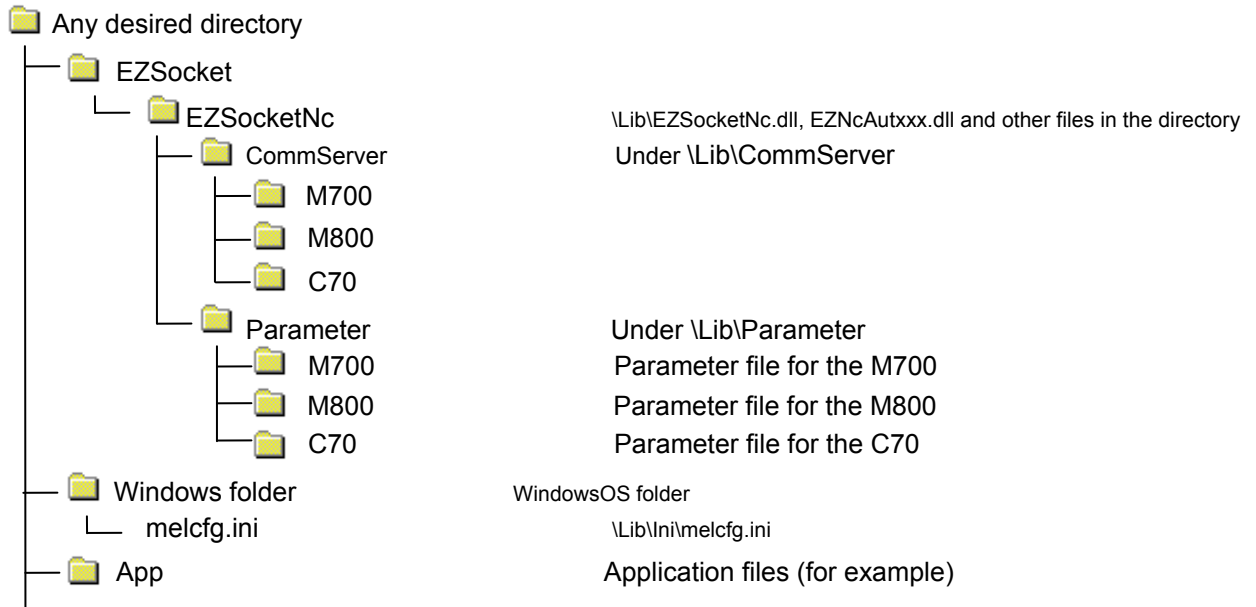 Any desired directory
EZSocket
EZSocketNc \Lib\EZSocketNc.dll, EZNcAutxxx.dll and other files in the directory
CommServer Under \Lib\CommServer
M700
M800
C70
Parameter Under \Lib\Parameter
M700 Parameter file for the M700
M800 Parameter file for the M800
C70 Parameter file for the C70
Windows folder WindowsOS folder
melcfg.ini \Lib\Ini\melcfg.ini
App Application files (for example)